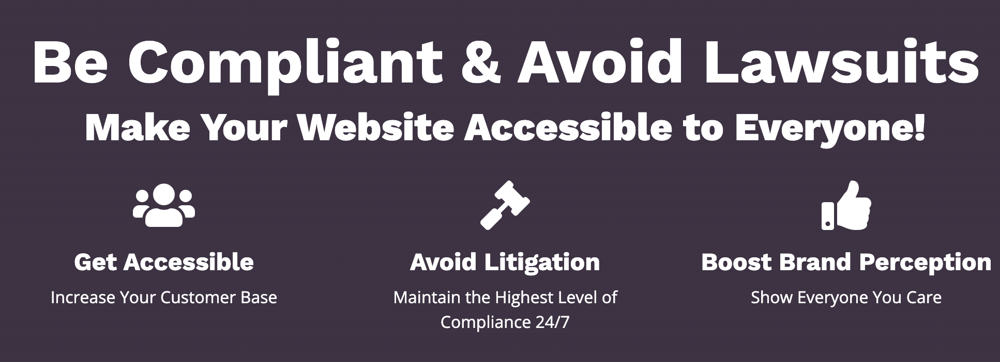 Be Compliant & Avoid Lawsuits
Make Your Website Accessible to Everyone!
Get Accessible
Increase Your Customer Base
Avoid Litigation
Maintain the Highest Level of
Compliance 24/7
Boost Brand Perception
Show Everyone You Care